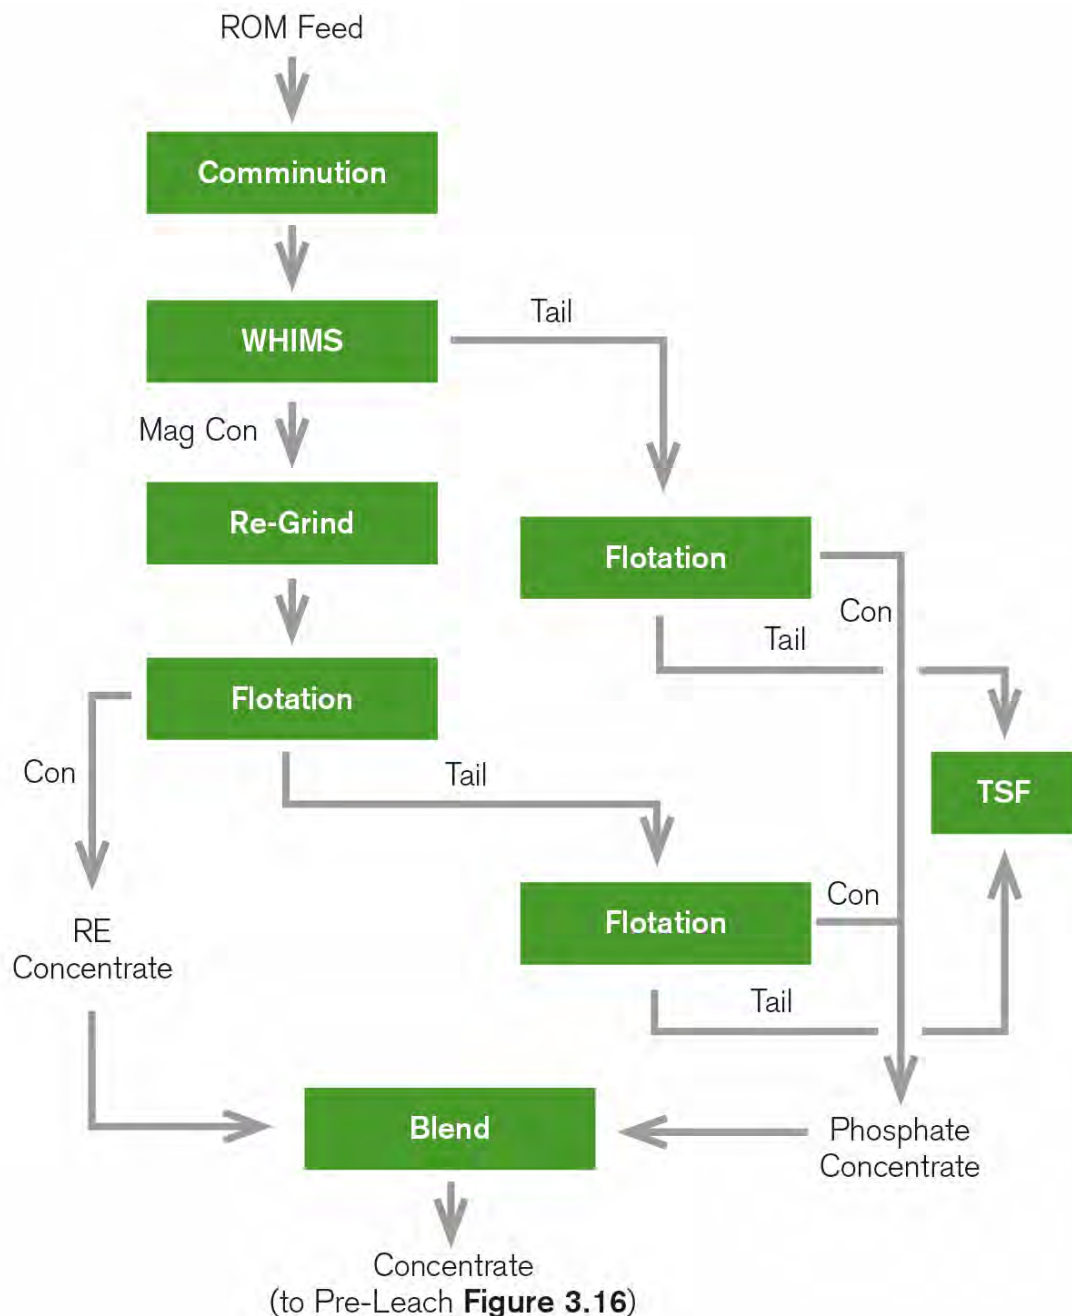 ROM Feed
Comminution
WHIMS
Tail
Mag Con
Re-Grind
Flotation
Con
Tail
Flotation
Con
Tail
TSF
Flotation
Con
Tail
RE
Concentrate
Blend
Phosphate
Concentrate
Concentrate
(to Pre-Leach Figure 3.16)